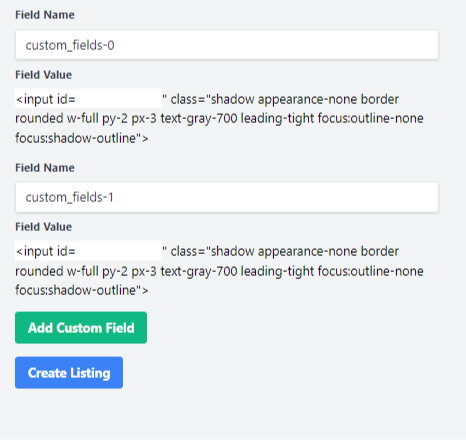 Field Name
custom_fields-0
Field Value
<input id= " class="shadow appearance-none border
rounded w-full py-2 px-3 text-gray-700 leading-tight focus:outline-none
focus:shadow-outline">
Field Name
custom_fields-1
Field Value
<input id= " class="shadow appearance-none border
rounded w-full py-2 px-3 text-gray-700 leading-tight focus:outline-none
focus:shadow-outline">
Add Custom Field
Create Listing